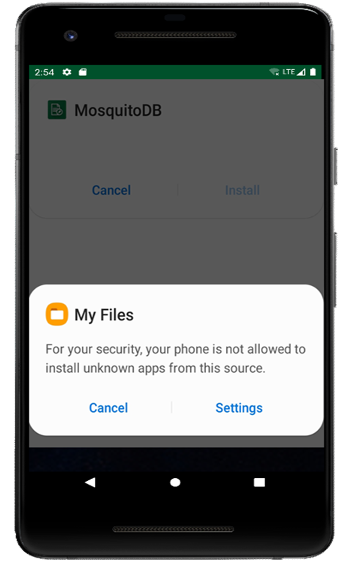 2:54 LTE
MosquitoDB
Cancel Install
My Files
For your security, your phone is not allowed to
install unknown apps from this source.
Cancel Settings